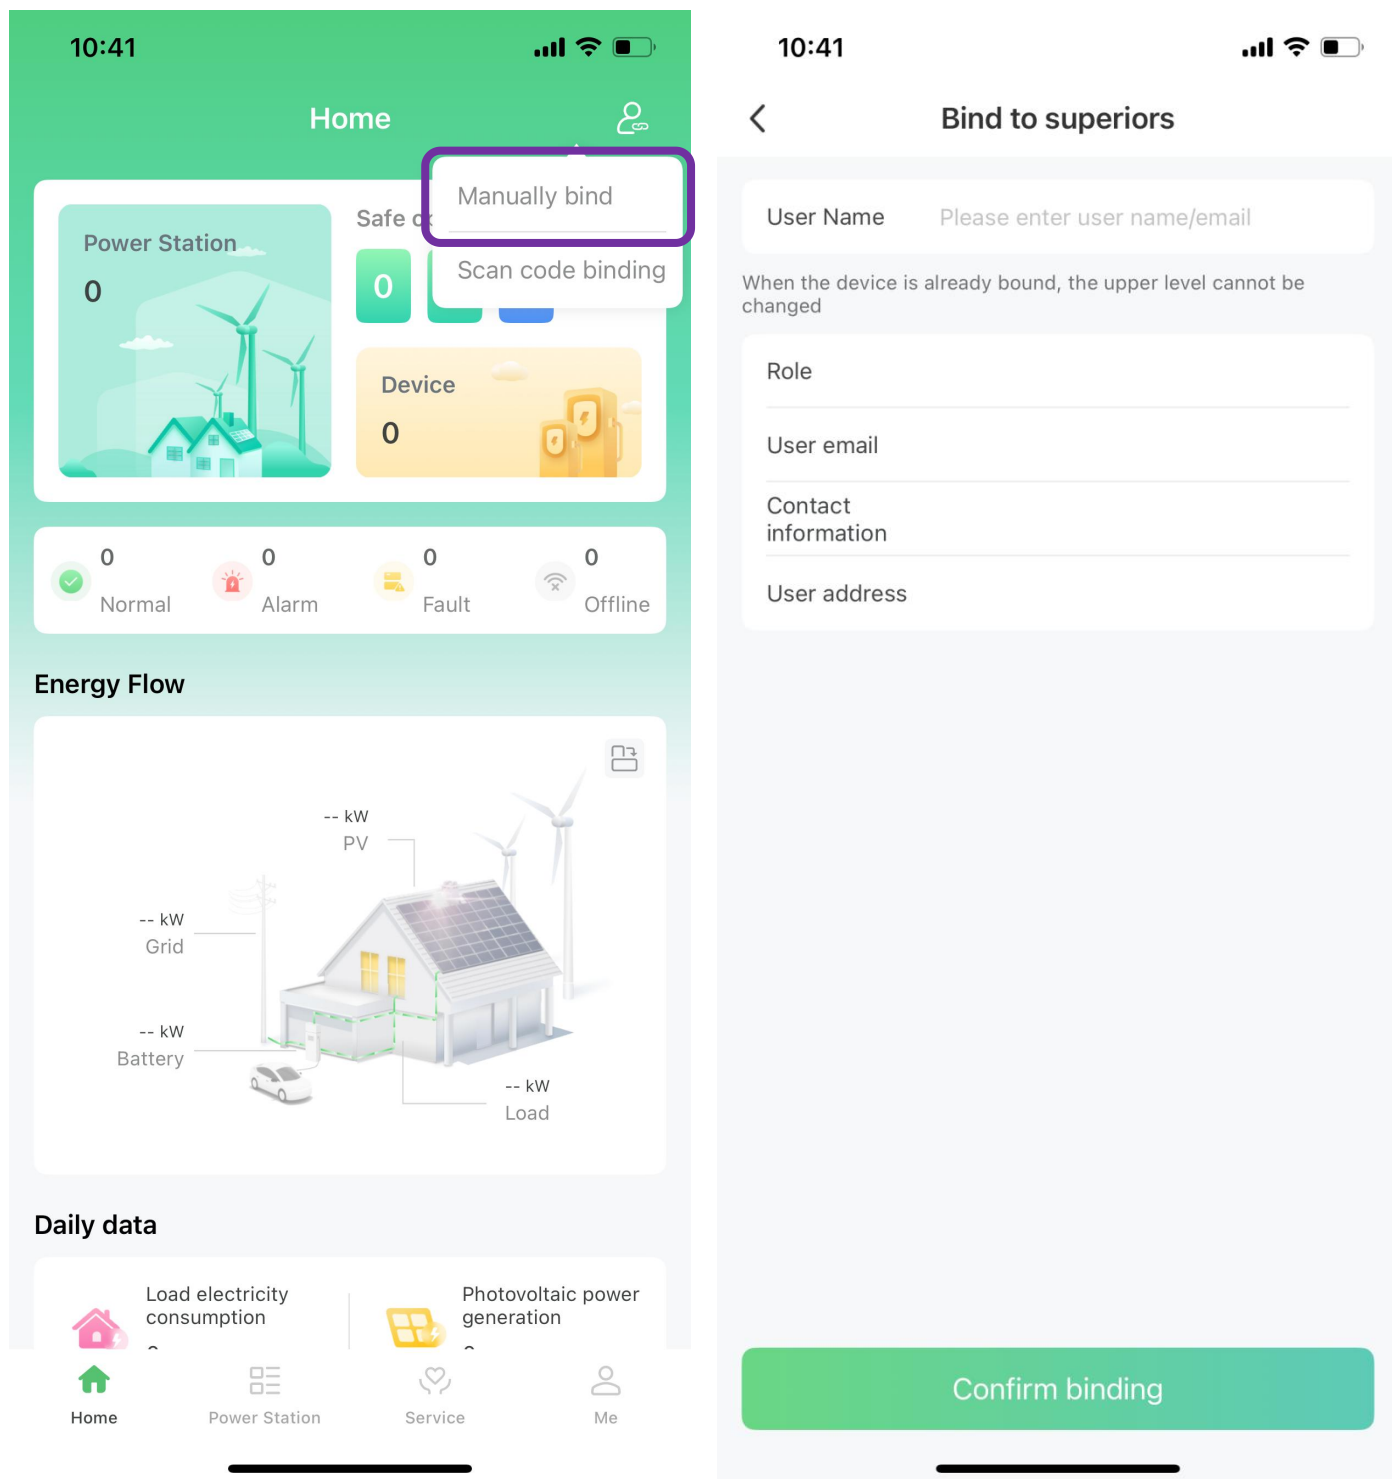 10:41
Home
Manually bind
Scan code binding
Power Station
0
Safe
0
Device
0
0
Normal
0
Alarm
0
Fault
0
Offline
Energy Flow
-- kW
PV
-- kW
Grid
-- kW
Battery
-- kW
Load
Daily data
Load electricity
consumption
Photovoltaic power
generation
Home
Power Station
Service
Me
10:41
Bind to superiors
User Name
Please enter user name/email
When the device is already bound, the upper level cannot be
changed
Role
User email
Contact
information
User address
Confirm binding